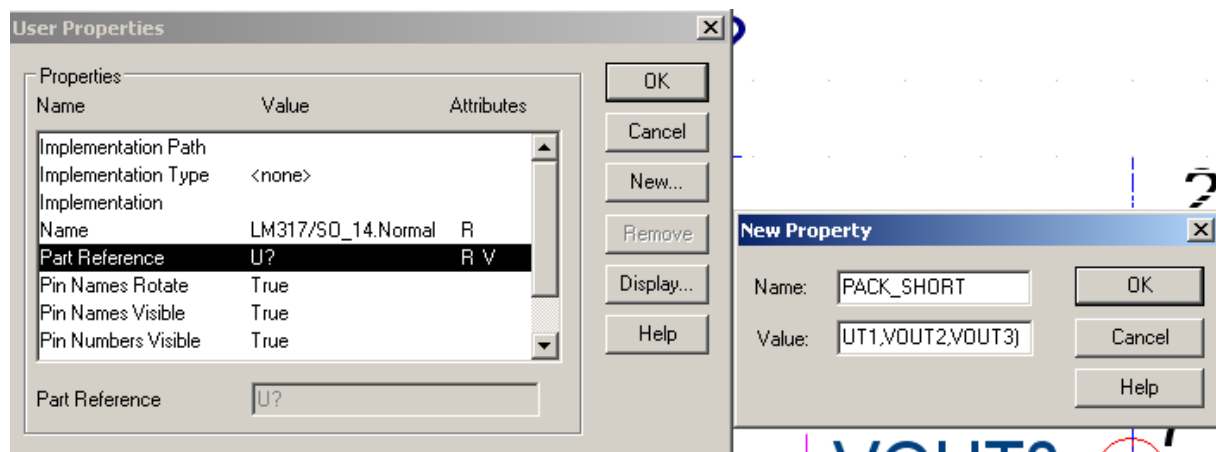 User Properties
Properties
Name Value Attributes
Implementation Path
Implementation Type <none>
Implementation
Name LM317/SO_14.Normal R
Part Reference U? R V
Pin Names Rotate True
Pin Names Visible True
Pin Numbers Visible True
Part Reference U?
OK
Cancel
New...
Remove
Display...
Help
?
New Property
Name: PACK_SHORT
Value: UT1,VOUT2,VOUT3)
OK
Cancel
Help